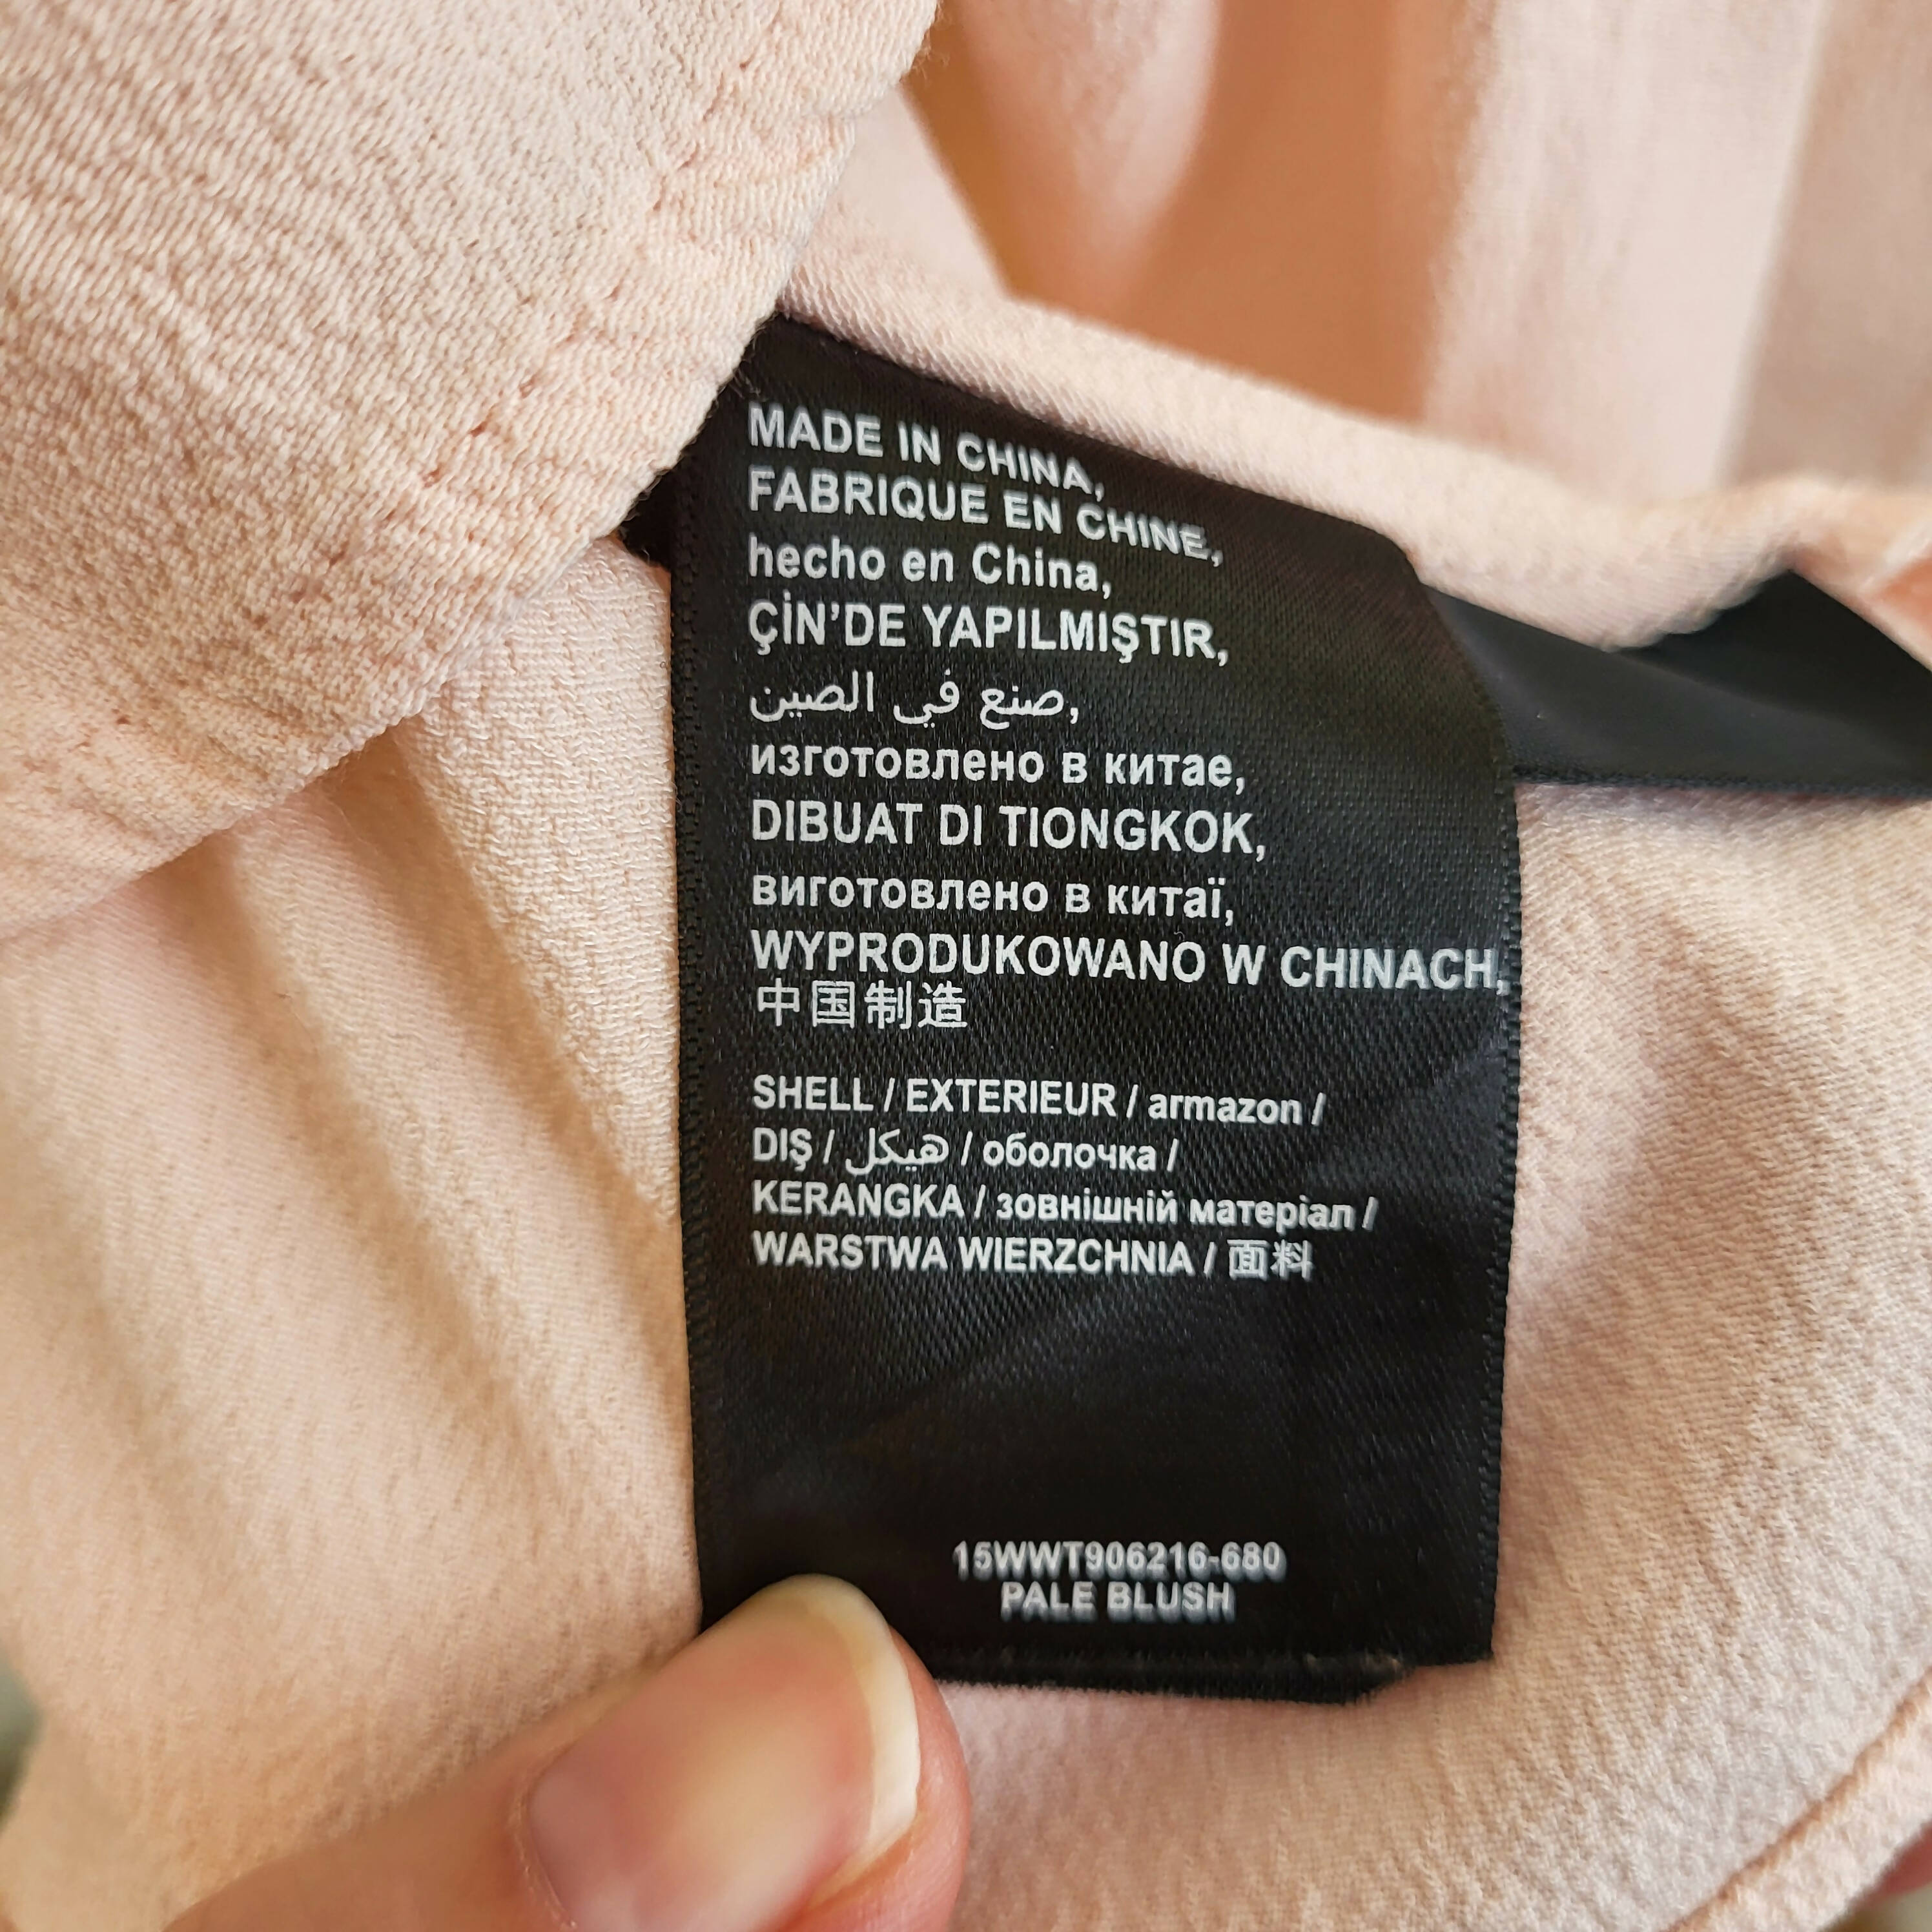 MADE IN CHINA,
FABRIQUE EN CHINE,
hecho en China,
ÇİN’DE YAPILMIŞTIR,
صنع في الصين,
изготовлено в китае,
DIBUAT DI TIONGKOK,
виготовлено в китаї,
WYPRODUKOWANO W CHINACH,
中国制造
SHELL / EXTERIEUR / armazon /
DIŞ / هيكل / оболочка /
KERANGKA / зовнішній матеріал /
WARSTWA WIERZCHNIA / 面料
15WWT906216-680
PALE BLUSH